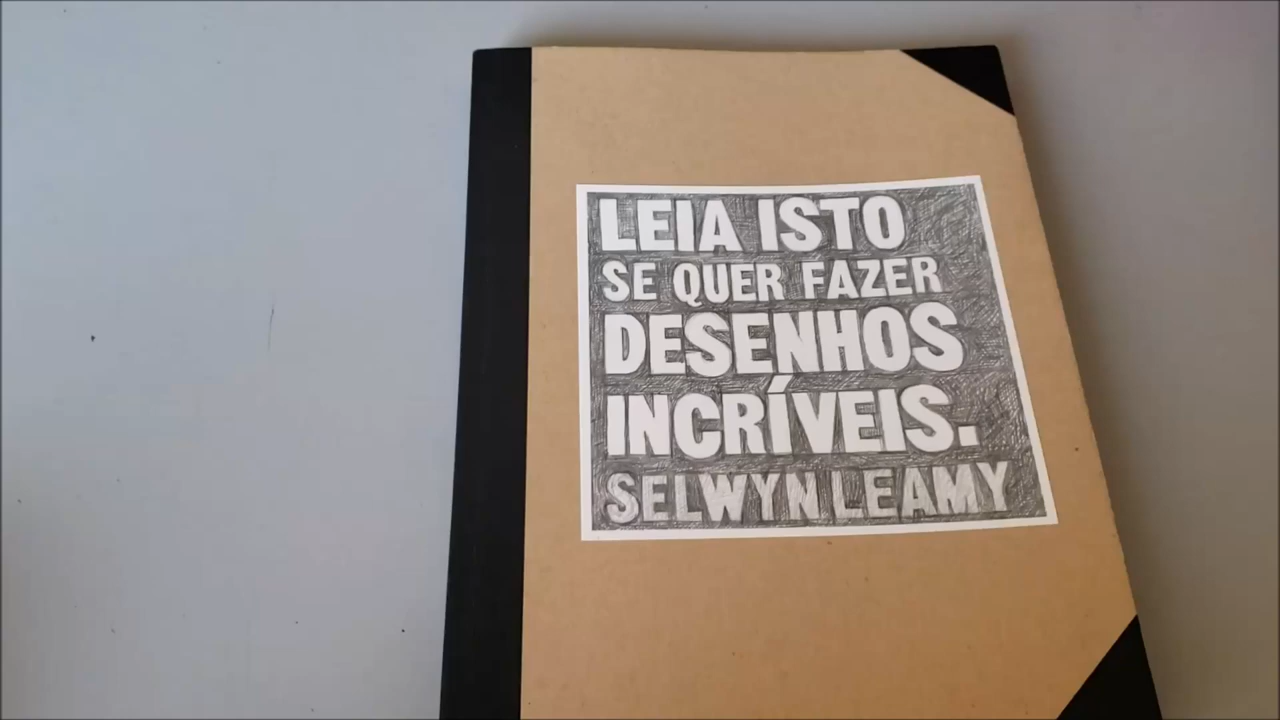 LEIA ISTO
SE QUER FAZER
DESENHOS
INCRÍVEIS.
SELWYN LEAMY